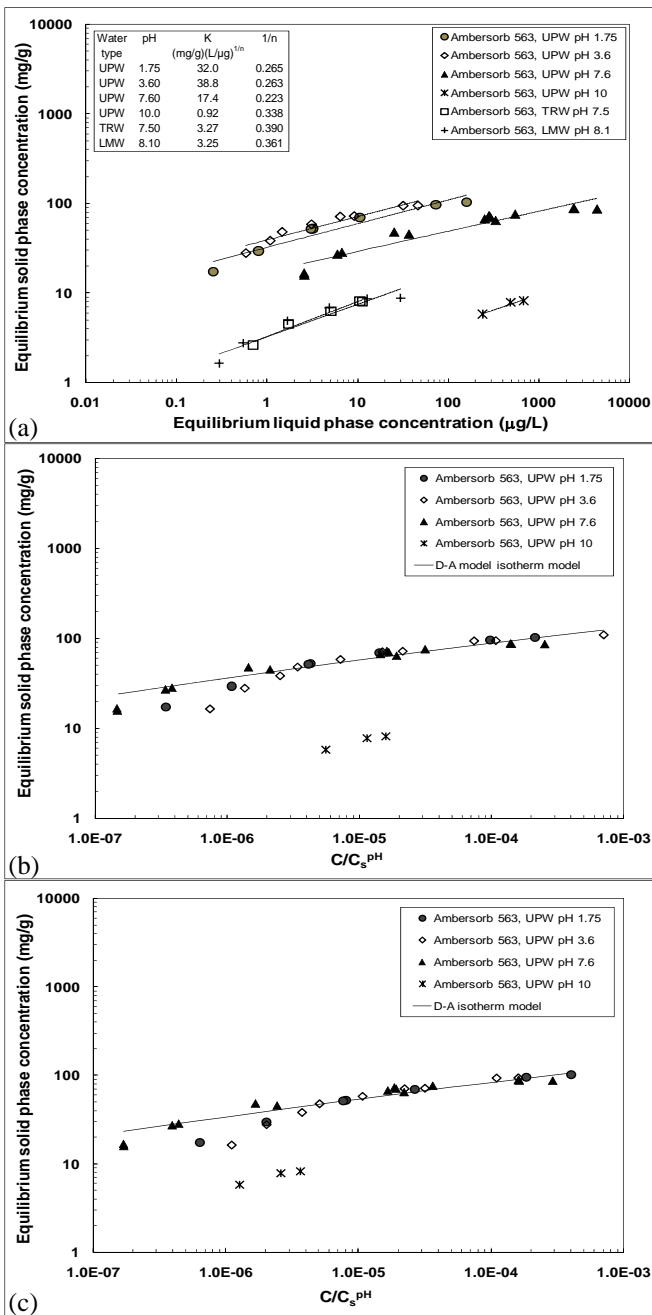 Water pH K 1/n
type (mg/g)(L/µg)^1/n
UPW 1.75 32.0 0.265
UPW 3.60 38.8 0.263
UPW 7.60 17.4 0.223
UPW 10.0 0.92 0.338
TRW 7.50 3.27 0.390
LMW 8.10 3.25 0.361
Ambersorb 563, UPW pH 1.75
Ambersorb 563, UPW pH 3.6
Ambersorb 563, UPW pH 7.6
Ambersorb 563, UPW pH 10
Ambersorb 563, TRW pH 7.5
Ambersorb 563, LMW pH 8.1
Equilibrium solid phase concentration (mg/g)
10000
1000
100
10
1
0.01 0.1 1 10 100 1000 10000
Equilibrium liquid phase concentration (µg/L)
(a)
Ambersorb 563, UPW pH 1.75
Ambersorb 563, UPW pH 3.6
Ambersorb 563, UPW pH 7.6
Ambersorb 563, UPW pH 10
D-A model isotherm model
Equilibrium solid phase concentration (mg/g)
10000
1000
100
10
1
1.0E-07 1.0E-06 1.0E-05 1.0E-04 1.0E-03
C/Cs^pH
(b)
Ambersorb 563, UPW pH 1.75
Ambersorb 563, UPW pH 3.6
Ambersorb 563, UPW pH 7.6
Ambersorb 563, UPW pH 10
D-A isotherm model
Equilibrium solid phase concentration (mg/g)
10000
1000
100
10
1
1.0E-07 1.0E-06 1.0E-05 1.0E-04 1.0E-03
C/Cs^pH
(c)